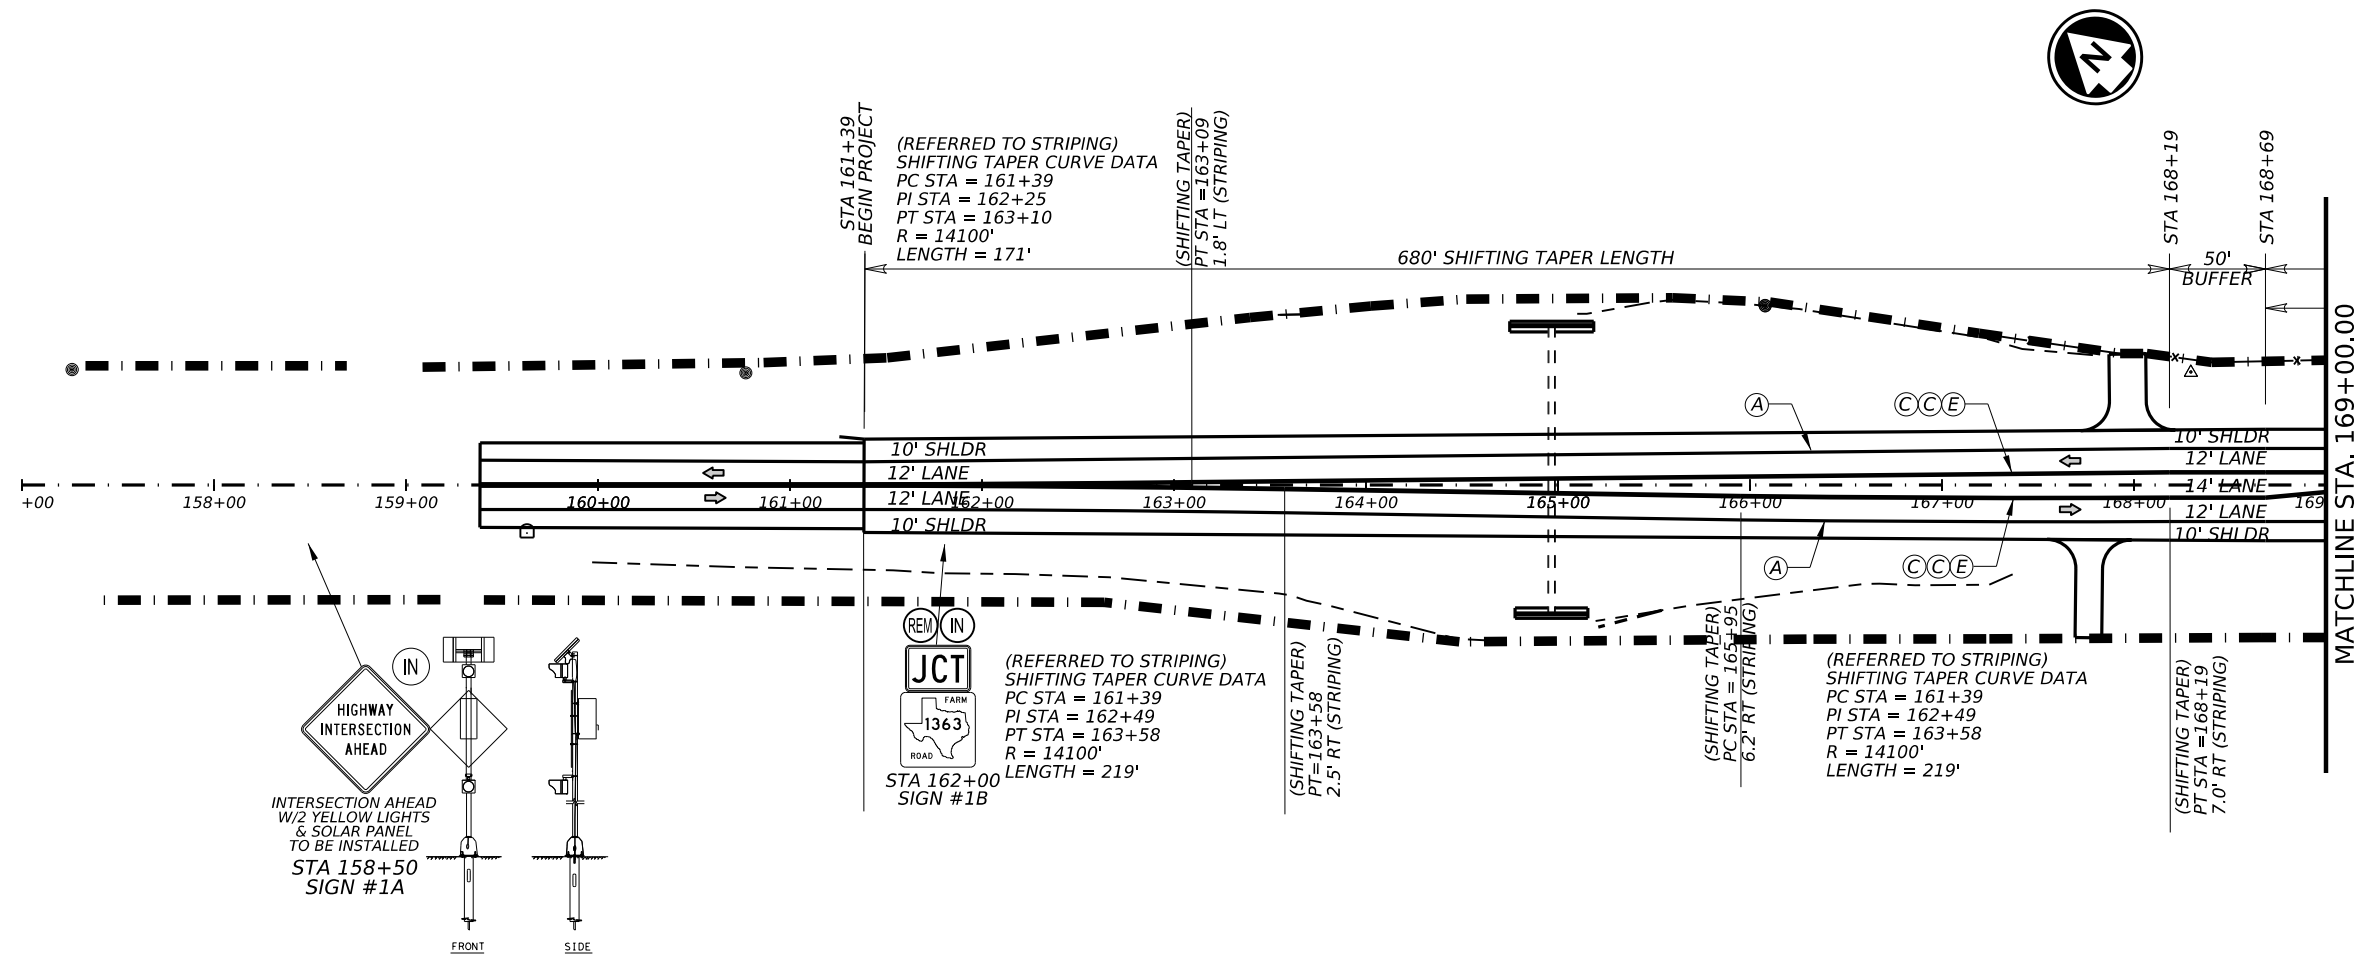 N
STA 161+39
BEGIN PROJECT
(REFERRED TO STRIPING)
SHIFTING TAPER CURVE DATA
PC STA = 161+39
PI STA = 162+25
PT STA = 163+10
R = 14100'
LENGTH = 171'
(SHIFTING TAPER)
PT STA =163+09
1.8' LT (STRIPING)
680' SHIFTING TAPER LENGTH
STA 168+19
50'
BUFFER
STA 168+69
MATCHLINE STA. 169+00.00
A
C C E
10' SHLDR
10' SHLDR
12' LANE
12' LANE
12' LANE
14' LANE
+00
158+00
159+00
160+00
161+00
162+00
163+00
164+00
165+00
166+00
167+00
168+00
169
12' LANE
10' SHLDR
10' SHLDR
A
C C E
REM IN
JCT
FARM
1363
ROAD
STA 162+00
SIGN #1B
(REFERRED TO STRIPING)
SHIFTING TAPER CURVE DATA
PC STA = 161+39
PI STA = 162+49
PT STA = 163+58
R = 14100'
LENGTH = 219'
(SHIFTING TAPER)
PT=163+58
2.5' RT (STRIPING)
(SHIFTING TAPER)
PC STA = 165+95
6.2' RT (STRIPING)
(REFERRED TO STRIPING)
SHIFTING TAPER CURVE DATA
PC STA = 161+39
PI STA = 162+49
PT STA = 163+58
R = 14100'
LENGTH = 219'
(SHIFTING TAPER)
PT STA =168+19
7.0' RT (STRIPING)
IN
HIGHWAY
INTERSECTION
AHEAD
INTERSECTION AHEAD
W/2 YELLOW LIGHTS
& SOLAR PANEL
TO BE INSTALLED
STA 158+50
SIGN #1A
FRONT
SIDE